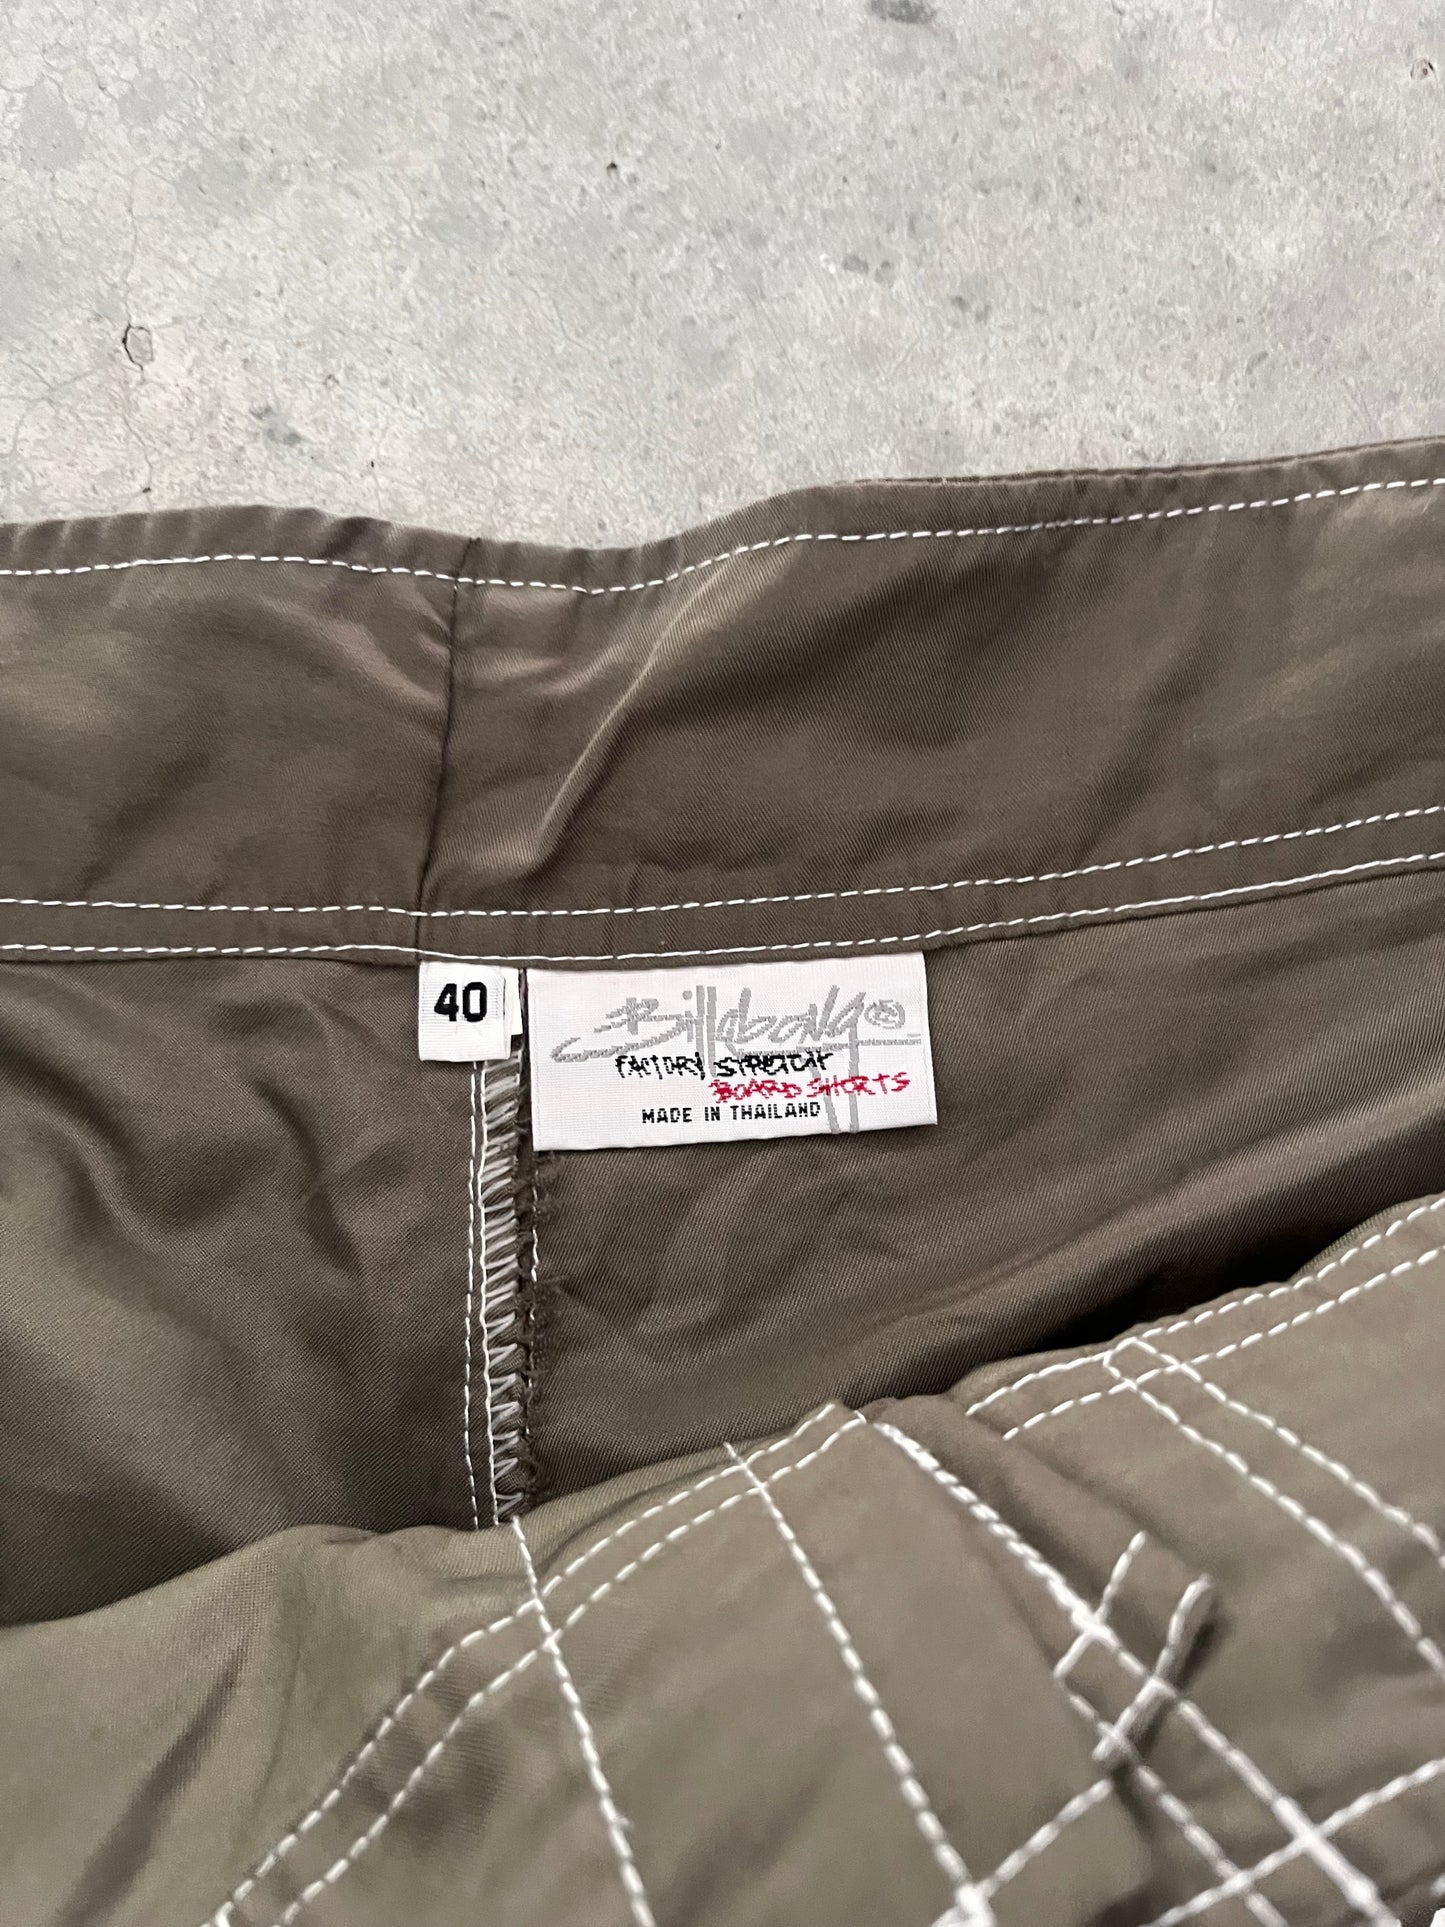 40
Billabong®
FACTORY STRETCH
BOARD SHORTS
MADE IN THAILAND